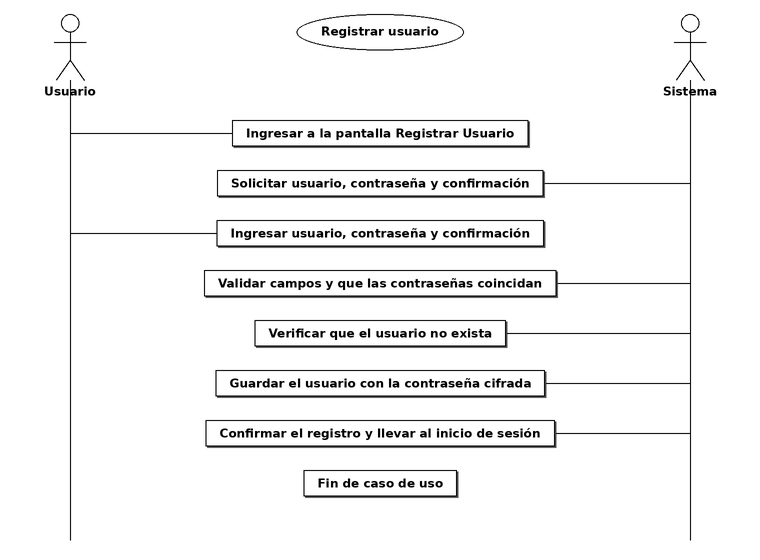 Registrar usuario
Usuario
Sistema
Ingresar a la pantalla Registrar Usuario
Solicitar usuario, contraseña y confirmación
Ingresar usuario, contraseña y confirmación
Validar campos y que las contraseñas coincidan
Verificar que el usuario no exista
Guardar el usuario con la contraseña cifrada
Confirmar el registro y llevar al inicio de sesión
Fin de caso de uso